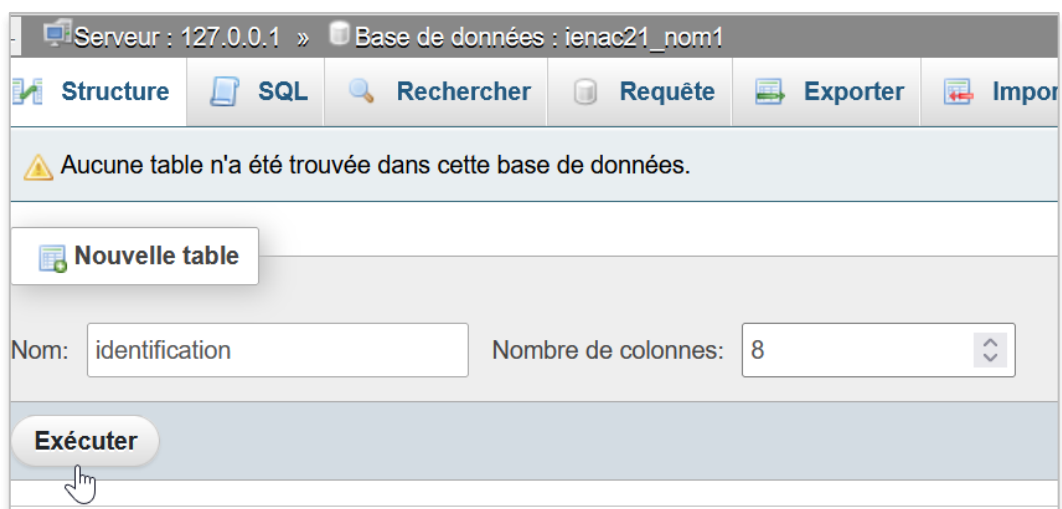 Serveur : 127.0.0.1 » Base de données : ienac21_nom1
Structure SQL Rechercher Requête Exporter Impor
Aucune table n'a été trouvée dans cette base de données.
Nouvelle table
Nom: identification Nombre de colonnes: 8
Exécuter